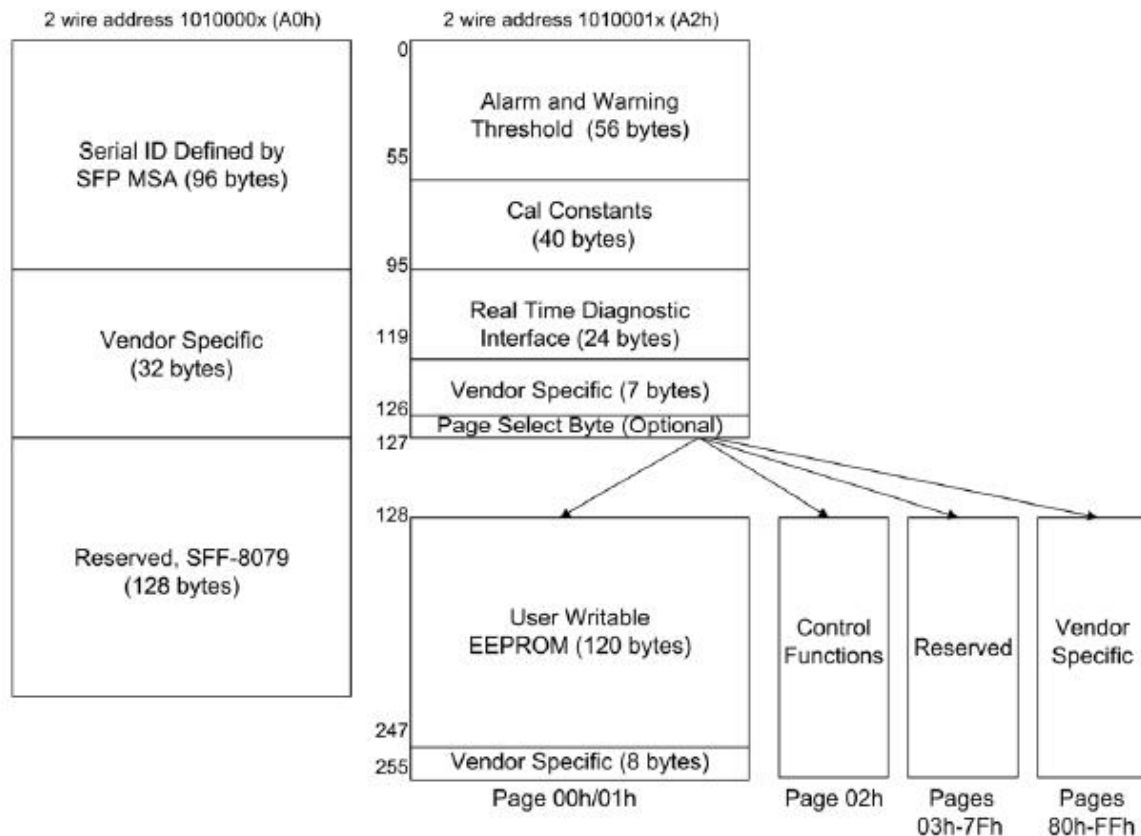 2 wire address 1010000x (A0h)
Serial ID Defined by
SFP MSA (96 bytes)
Vendor Specific
(32 bytes)
Reserved, SFF-8079
(128 bytes)
2 wire address 1010001x (A2h)
0
Alarm and Warning
Threshold (56 bytes)
55
Cal Constants
(40 bytes)
95
Real Time Diagnostic
119
Interface (24 bytes)
Vendor Specific (7 bytes)
126
Page Select Byte (Optional)
127
128
User Writable
EEPROM (120 bytes)
247
Vendor Specific (8 bytes)
255
Page 00h/01h
Control
Functions
Page 02h
Reserved
Pages
03h-7Fh
Vendor
Specific
Pages
80h-FFh